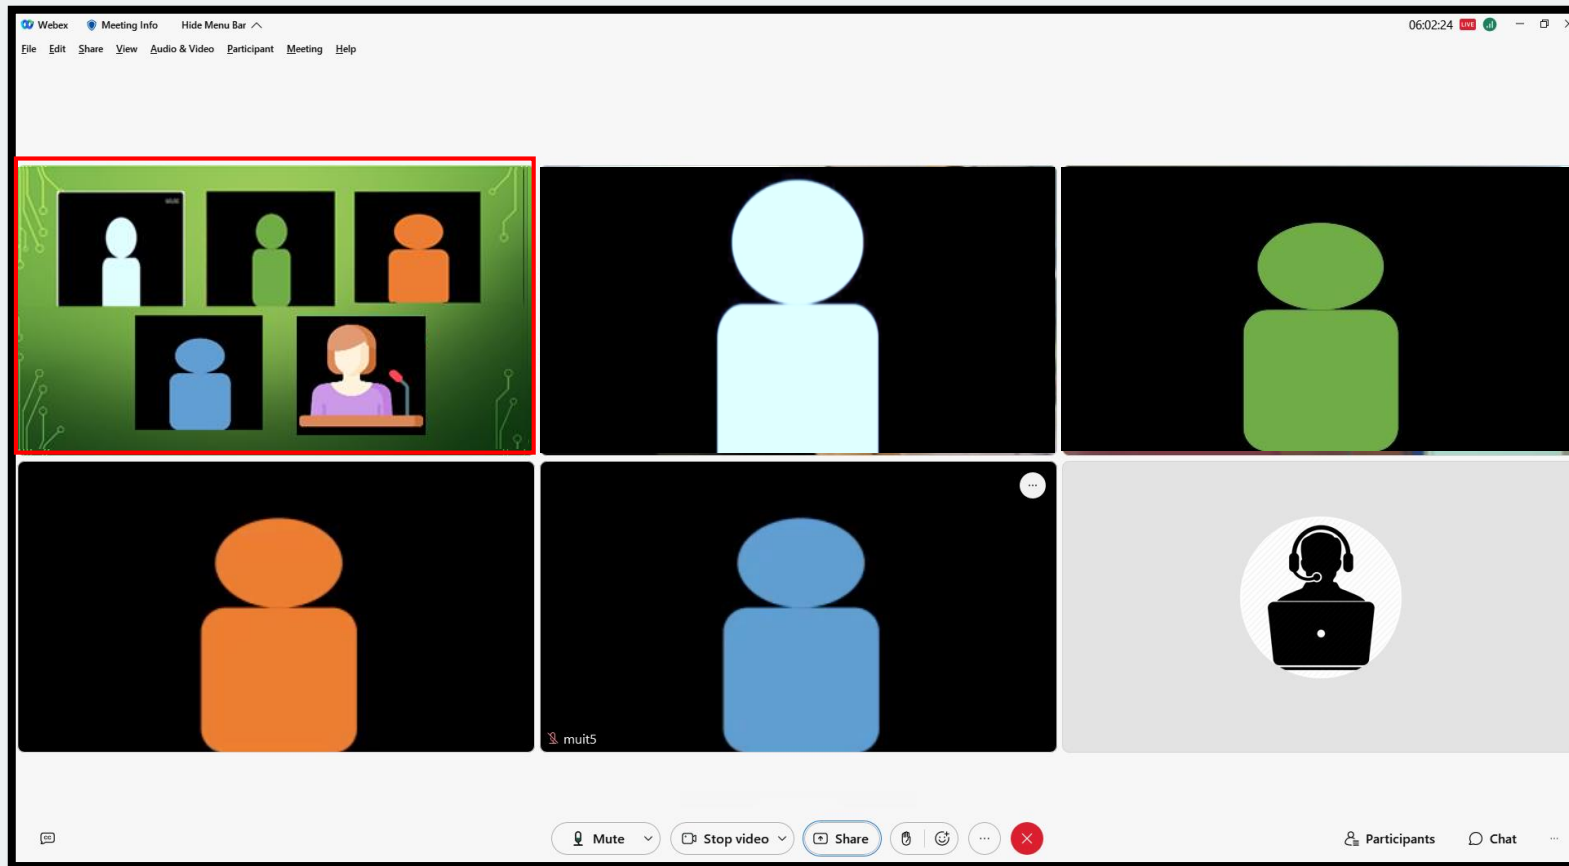 Webex Meeting Info Hide Menu Bar 06:02:24 LIVE
File Edit Share View Audio & Video Participant Meeting Help
muit5
CC Mute Stop video Share Participants Chat